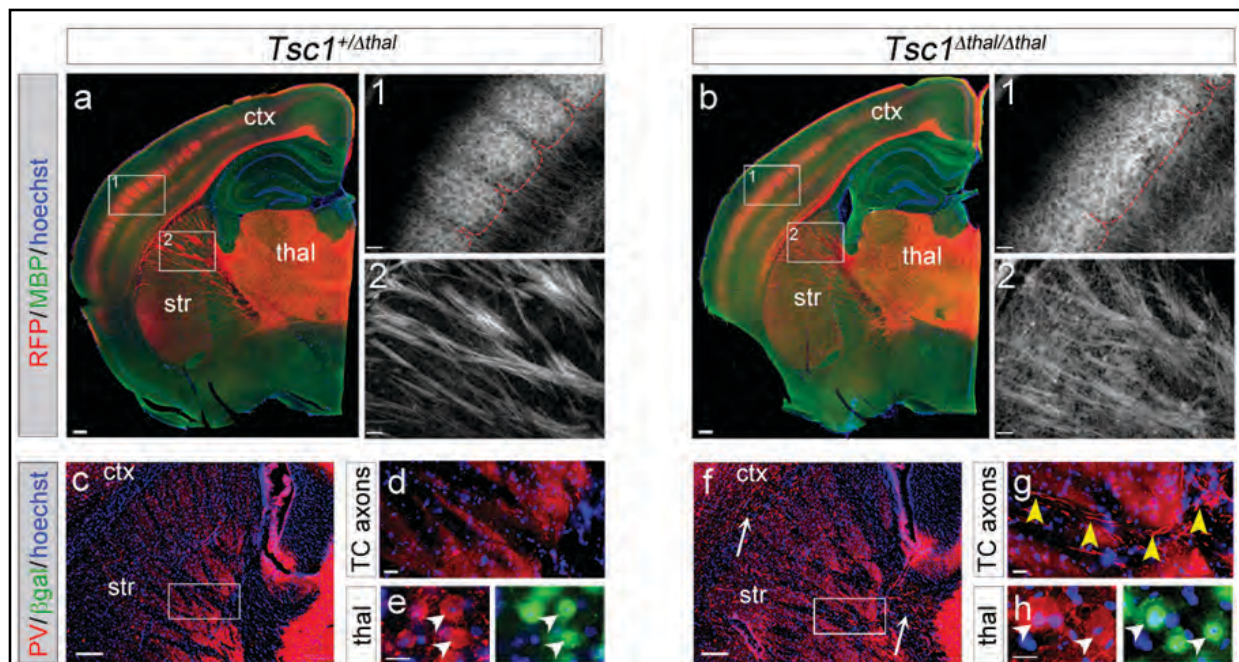 Tsc1+/Δthal
Tsc1Δthal/Δthal
RFP/MBP/hoechst
a
ctx
1
2
thal
str
1
2
b
ctx
1
2
thal
str
1
2
PV/βgal/hoechst
c
ctx
str
TC axons
d
thal
e
f
ctx
str
TC axons
g
thal
h